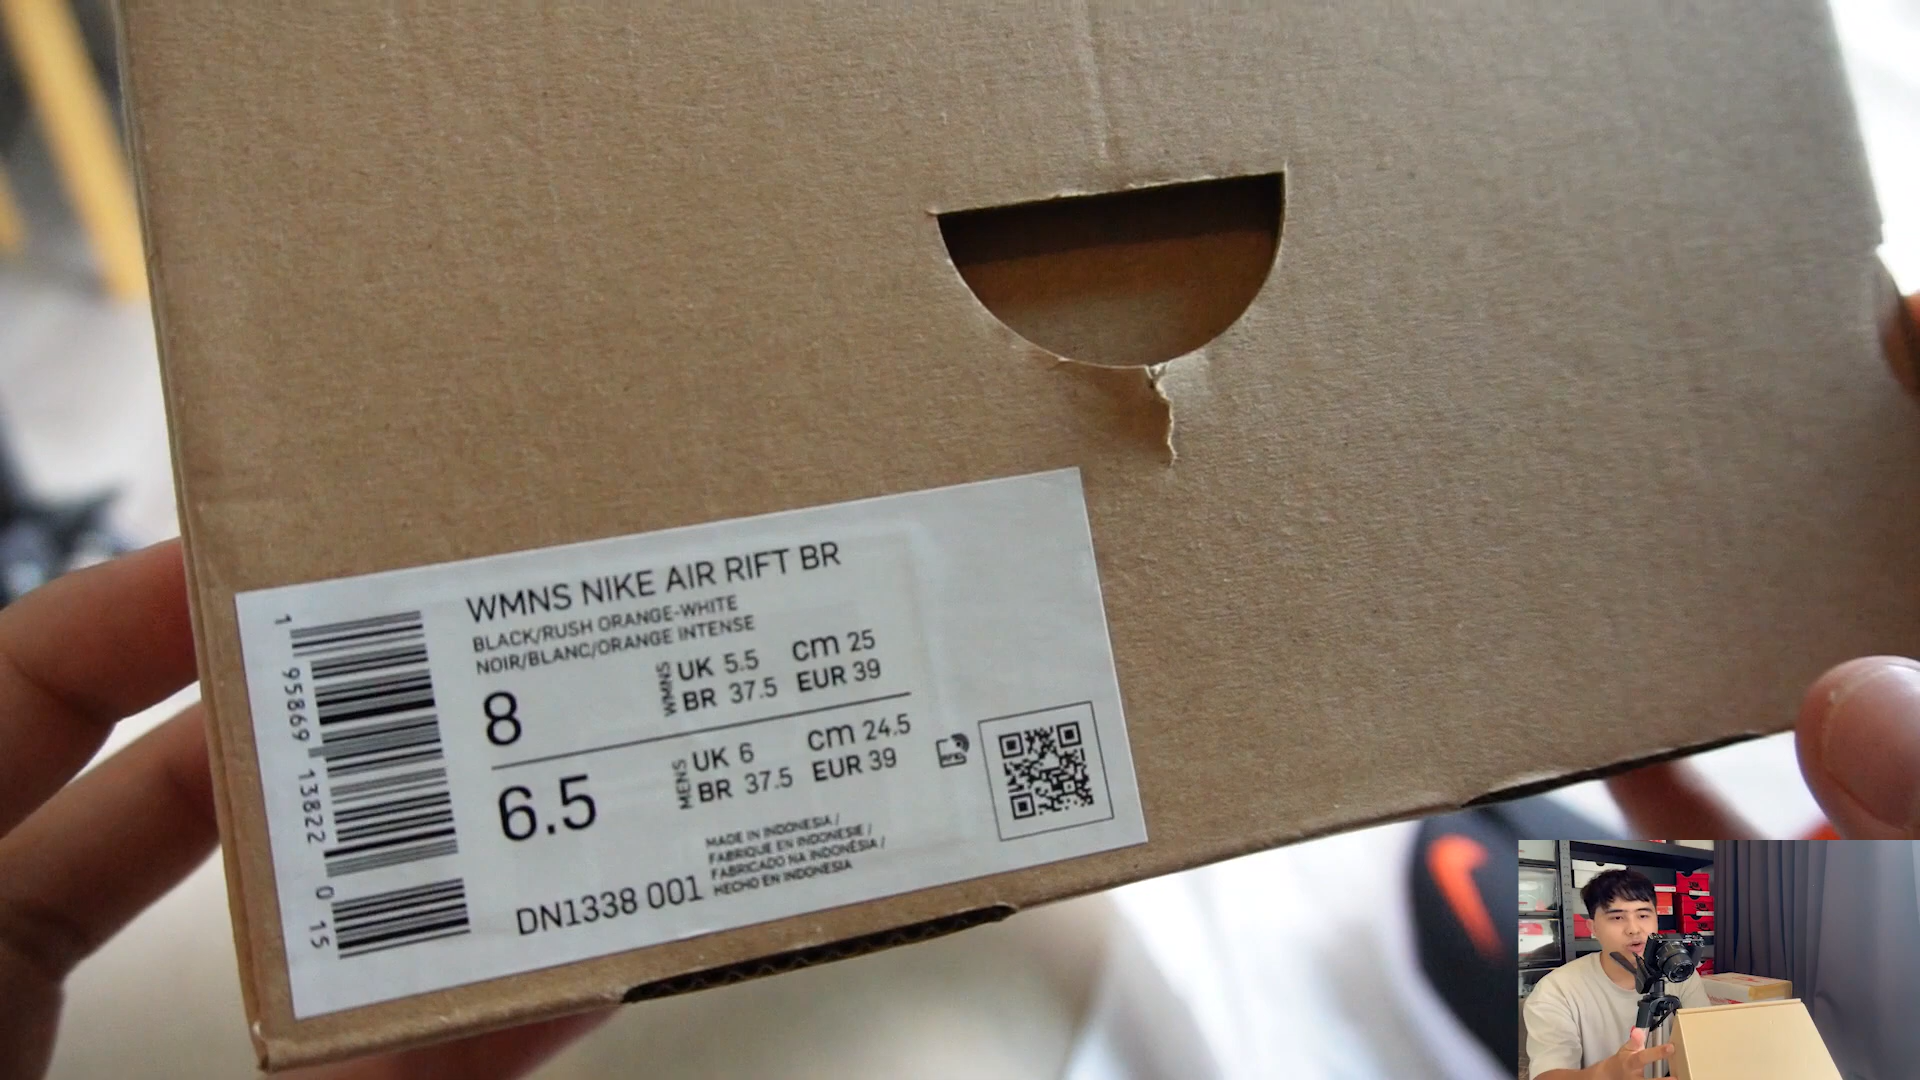 WMNS NIKE AIR RIFT BR
BLACK/RUSH ORANGE-WHITE
NOIR/BLANC/ORANGE INTENSE
8
WMNS
UK 5.5 cm 25
BR 37.5 EUR 39
6.5
MENS
UK 6 cm 24.5
BR 37.5 EUR 39
MADE IN INDONESIA /
FABRIQUE EN INDONESIE /
FABRICADO NA INDONÉSIA /
HECHO EN INDONESIA
DN1338 001
1 95869 13822 0 15